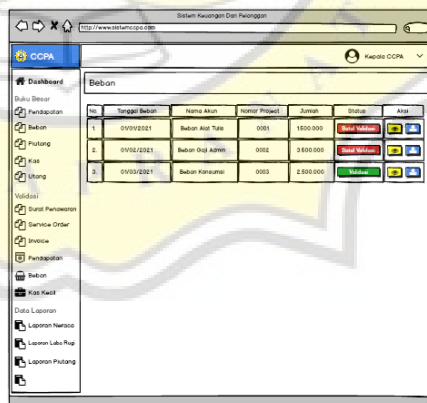 Sistem Keuangan Dan Pelanggan
http://www.sistemccpa.com
CCPA
Kepala CCPA
Dashboard
Buku Besar
Pendapatan
Beban
Piutang
Kas
Utang
Validasi
Surat Penawaran
Service Order
Invoice
Pendapatan
Beban
Kas Kecil
Data Laporan
Laporan Neraca
Laporan Laba Rugi
Laporan Piutang
Beban
No. Tanggal Beban Nama Akun Nomor Project Jumlah Status Aksi
1. 01/01/2021 Beban Alat Tulis 0001 1.500.000 Batal Validasi
2. 01/02/2021 Beban Gaji Admin 0002 3.500.000 Batal Validasi
3. 01/03/2021 Beban Konsumsi 0003 2.500.000 Validasi